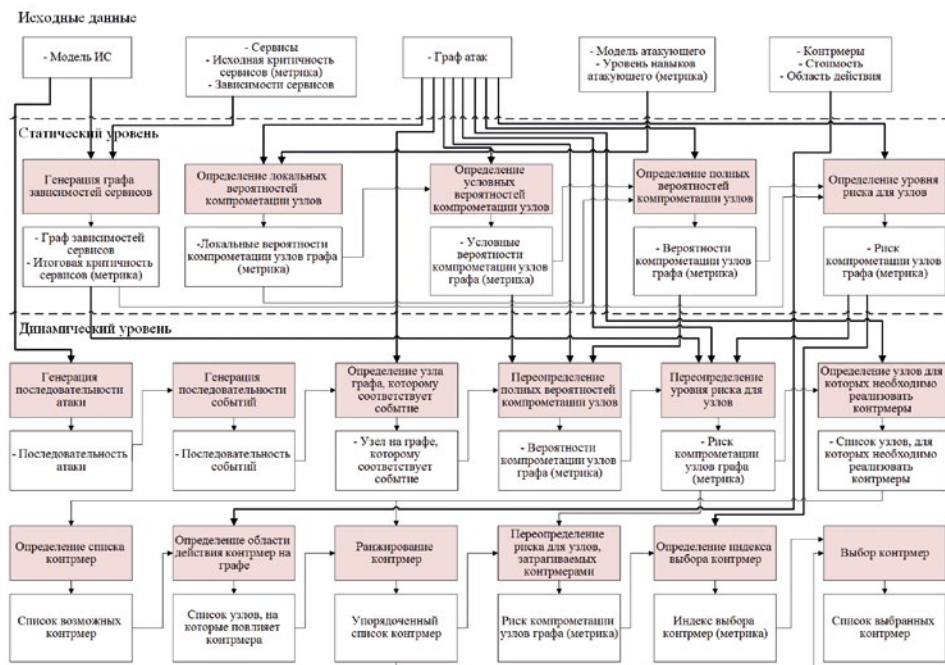 Исходные данные
- Модель ИС
- Сервисы
- Исходная критичность
сервисов (метрика)
- Зависимости сервисов
- Граф атак
- Модель атакующего
- Уровень навыков
атакующего (метрика)
- Контрмеры
- Стоимость
- Область действия
Статический уровень
Генерация графа
зависимостей сервисов
Определение локальных
вероятностей
компрометации узлов
Определение
условных
вероятностей
компрометации узлов
Определение полных
вероятностей
компрометации узлов
Определение уровня
риска для узлов
- Граф зависимостей
сервисов
- Итоговая критичность
сервисов (метрика)
-Локальные вероятности
компрометации узлов графа
(метрика)
- Условные
вероятности
компрометации узлов
графа (метрика)
- Вероятности
компрометации
узлов графа (метрика)
- Риск
компрометации узлов
графа (метрика)
Динамический уровень
Генерация
последовательности
атаки
Генерация
последовательности
событий
Определение узла
графа, которому
соответствует
событие
Переопределение
полных вероятностей
компрометации узлов
Переопределение
уровня риска для
узлов
Определение узлов для
которых необходимо
реализовать
контрмеры
- Последовательность
атаки
- Последовательность
событий
- Узел на графе,
которому
соответствует
событие
- Вероятности
компрометации
узлов графа (метрика)
- Риск
компрометации
узлов графа
(метрика)
- Список узлов, для
которых необходимо
реализовать
контрмеры
Определение списка
контрмер
Определение области
действия контрмер на
графе
Ранжирование
контрмер
Переопределение
риска для узлов,
затрагиваемых
контрмерами
Определение индекса
выбора контрмер
Выбор контрмер
Список возможных
контрмер
Список узлов, на
которые повлияет
контрмера
Упорядоченный
список контрмер
Риск компрометации
узлов графа (метрика)
Индекс выбора
контрмер (метрика)
Список выбранных
контрмер